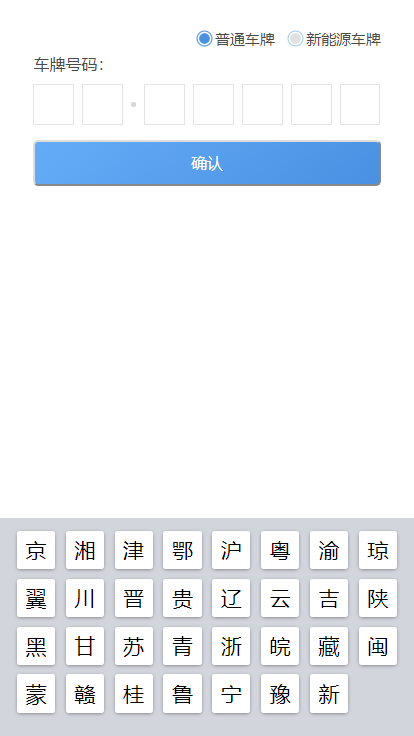 普通车牌 新能源车牌
车牌号码：
确认
京 湘 津 鄂 沪 粤 渝 琼
翼 川 晋 贵 辽 云 吉 陕
黑 甘 苏 青 浙 皖 藏 闽
蒙 赣 桂 鲁 宁 豫 新